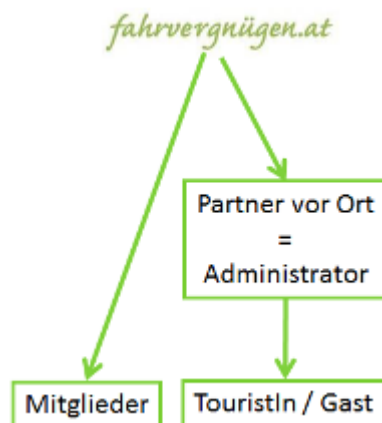 fahrvergnügen.at
Partner vor Ort
=
Administrator
Mitglieder
TouristIn / Gast